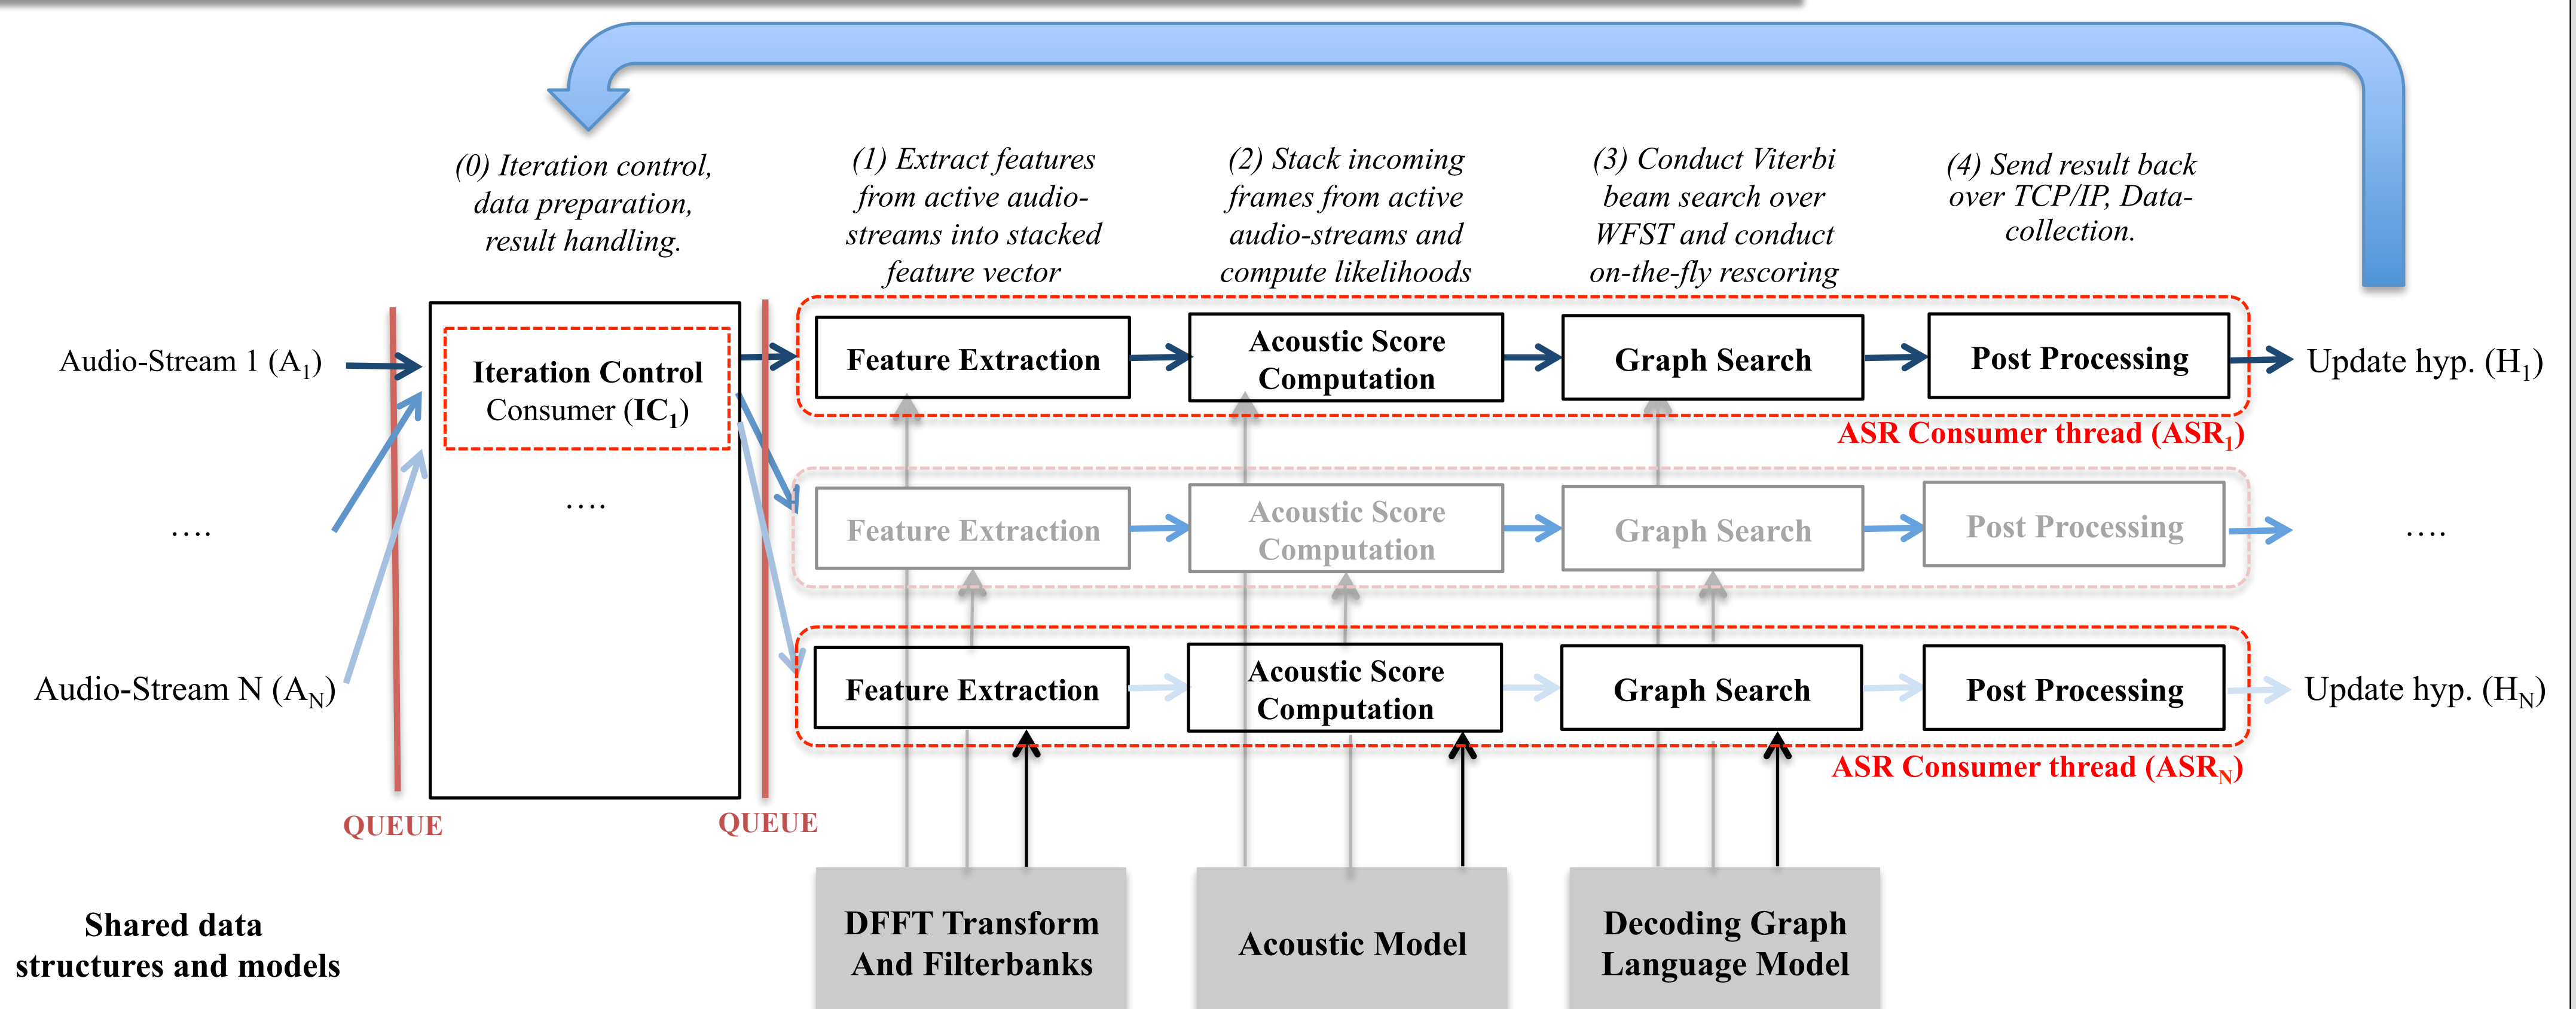 (0) Iteration control,
data preparation,
result handling.
(1) Extract features
from active audio-
streams into stacked
feature vector
(2) Stack incoming
frames from active
audio-streams and
compute likelihoods
(3) Conduct Viterbi
beam search over
WFST and conduct
on-the-fly rescoring
(4) Send result back
over TCP/IP, Data-
collection.
Audio-Stream 1 (A1)
Iteration Control
Consumer (IC1)
Feature Extraction
Acoustic Score
Computation
Graph Search
Post Processing
Update hyp. (H1)
ASR Consumer thread (ASR1)
....
....
Feature Extraction
Acoustic Score
Computation
Graph Search
Post Processing
....
Audio-Stream N (AN)
Feature Extraction
Acoustic Score
Computation
Graph Search
Post Processing
Update hyp. (HN)
ASR Consumer thread (ASRN)
QUEUE
QUEUE
Shared data
structures and models
DFFT Transform
And Filterbanks
Acoustic Model
Decoding Graph
Language Model